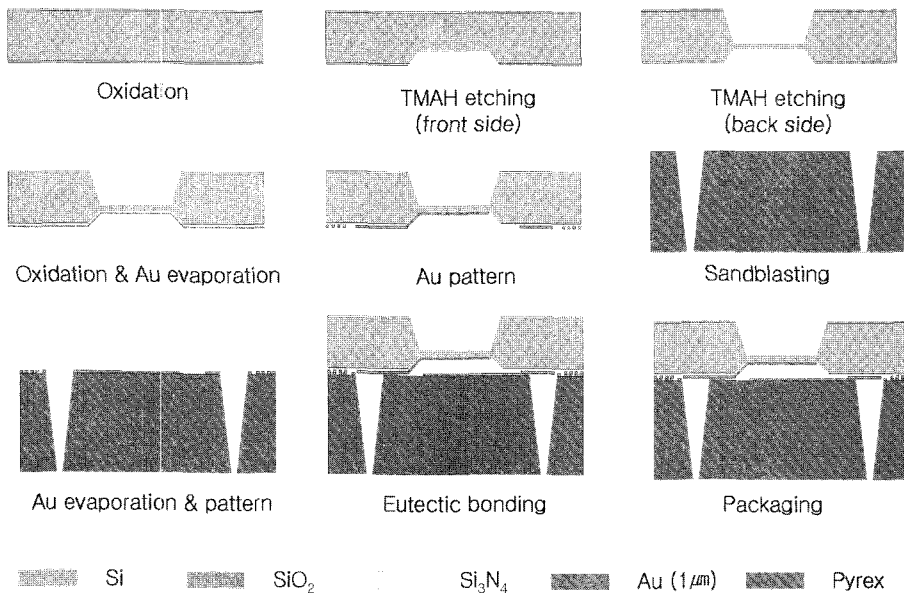 Oxidation
TMAH etching
(front side)
TMAH etching
(back side)
Oxidation & Au evaporation
Au pattern
Sandblasting
Au evaporation & pattern
Eutectic bonding
Packaging
Si
SiO₂
Si₃N₄
Au (1㎛)
Pyrex